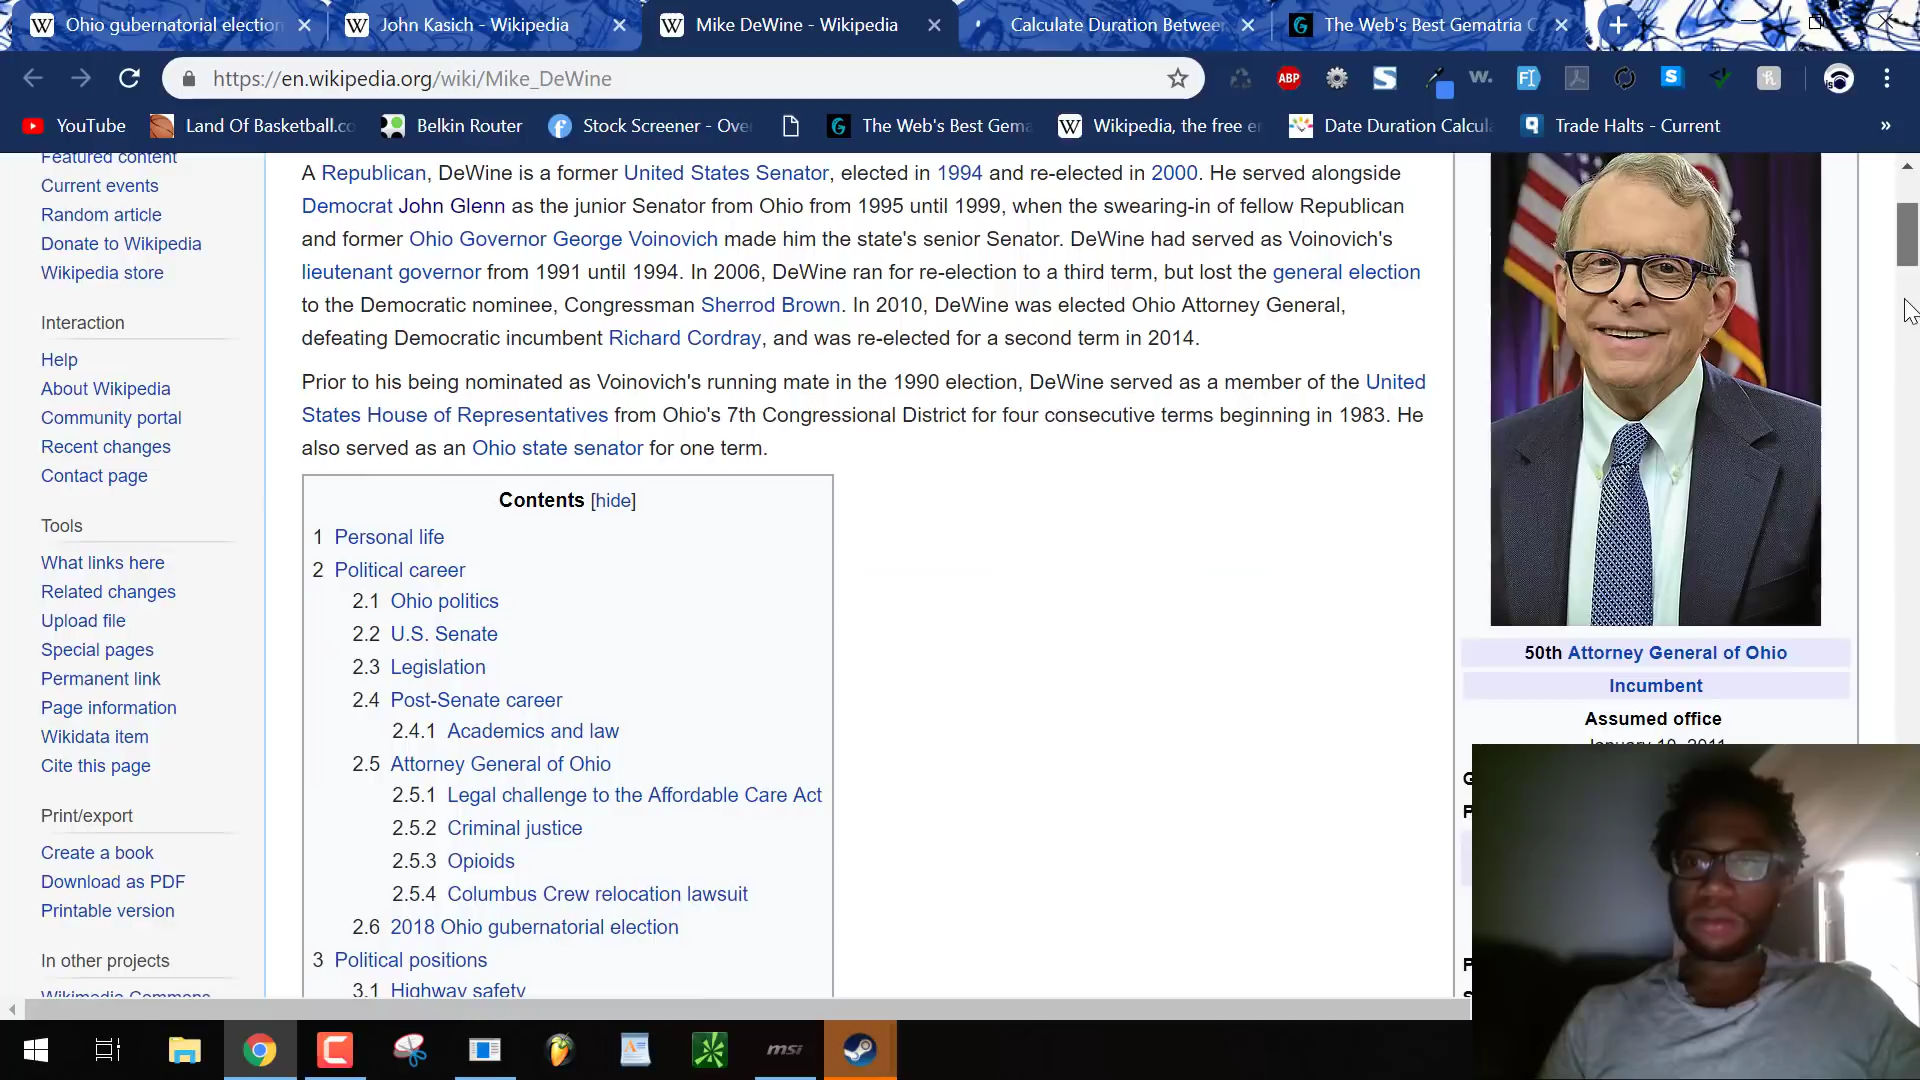 Ohio gubernatorial election
John Kasich - Wikipedia
Mike DeWine - Wikipedia
Calculate Duration Betwee
The Web's Best Gematria C
https://en.wikipedia.org/wiki/Mike_DeWine
ABP
YouTube
Land Of Basketball.co
Belkin Router
Stock Screener - Ove
The Web's Best Gema
Wikipedia, the free e
Date Duration Calcul
Trade Halts - Current
»
Featured content
Current events
Random article
Donate to Wikipedia
Wikipedia store
Interaction
Help
About Wikipedia
Community portal
Recent changes
Contact page
Tools
What links here
Related changes
Upload file
Special pages
Permanent link
Page information
Wikidata item
Cite this page
Print/export
Create a book
Download as PDF
Printable version
In other projects
Wikimedia Commons
A Republican, DeWine is a former United States Senator, elected in 1994 and re-elected in 2000. He served alongside
Democrat John Glenn as the junior Senator from Ohio from 1995 until 1999, when the swearing-in of fellow Republican
and former Ohio Governor George Voinovich made him the state's senior Senator. DeWine had served as Voinovich's
lieutenant governor from 1991 until 1994. In 2006, DeWine ran for re-election to a third term, but lost the general election
to the Democratic nominee, Congressman Sherrod Brown. In 2010, DeWine was elected Ohio Attorney General,
defeating Democratic incumbent Richard Cordray, and was re-elected for a second term in 2014.
Prior to his being nominated as Voinovich's running mate in the 1990 election, DeWine served as a member of the United
States House of Representatives from Ohio's 7th Congressional District for four consecutive terms beginning in 1983. He
also served as an Ohio state senator for one term.
Contents [hide]
1 Personal life
2 Political career
2.1 Ohio politics
2.2 U.S. Senate
2.3 Legislation
2.4 Post-Senate career
2.4.1 Academics and law
2.5 Attorney General of Ohio
2.5.1 Legal challenge to the Affordable Care Act
2.5.2 Criminal justice
2.5.3 Opioids
2.5.4 Columbus Crew relocation lawsuit
2.6 2018 Ohio gubernatorial election
3 Political positions
3.1 Highway safety
50th Attorney General of Ohio
Incumbent
Assumed office
January 10, 2011
msi